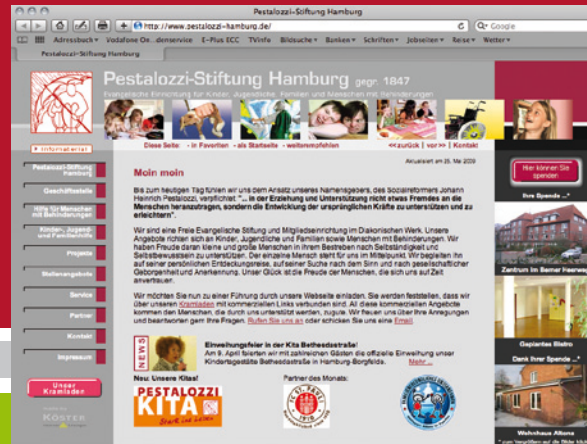 Pestalozzi-Stiftung Hamburg
http://www.pestalozzi-hamburg.de/
Google
Adressbuch Vodafone On...denservice E-Plus ECC TVinfo Bildsuche Banken Schriften Jobseiten Reise Wetter
Pestalozzi-Stiftung Hamburg
Pestalozzi-Stiftung Hamburg gegr. 1847
Evangelische Einrichtung für Kinder, Jugendliche, Familien und Menschen mit Behinderungen
Infomaterial
Diese Seite: - in Favoriten - als Startseite - weiterempfehlen
<<zurück | vor>> | Kontakt
Aktualisiert am 25. Mai 2009
Pestalozzi-Stiftung
Hamburg
Geschäftsstelle
Hilfe für Menschen
mit Behinderungen
Kinder-, Jugend-
und Familienhilfe
Projekte
Stellenangebote
Service
Partner
Kontakt
Impressum
Unser
Kramladen
KÖSTER
Moin moin
Bis zum heutigen Tag fühlen wir uns dem Ansatz unseres Namensgebers, des Sozialreformers Johann
Heinrich Pestalozzi, verpflichtet: "... in der Erziehung und Unterstützung nicht etwas Fremdes an die
Menschen heranzutragen, sondern die Entwicklung der ursprünglichen Kräfte zu unterstützen und zu
erleichtern".
Wir sind eine Freie Evangelische Stiftung und Mitgliedseinrichtung im Diakonischen Werk. Unsere
Angebote richten sich an Kinder, Jugendliche und Familien sowie Menschen mit Behinderungen. Wir
haben Freude daran kleine und große Menschen in ihrem Bestreben nach Selbständigkeit und
Selbstbewusstsein zu unterstützen. Der einzelne Mensch steht für uns im Mittelpunkt. Wir begleiten ihn
auf seiner persönlichen Entdeckungsreise, auf seiner Suche nach dem Sinn und nach gesellschaftlicher
Geborgenheit und Anerkennung. Unser Glück ist die Freude der Menschen, die sich uns auf Zeit
anvertrauen.
Wir möchten Sie nun zu einer Führung durch unsere Webseite einladen. Sie werden feststellen, dass wir
über unseren Kramladen mit kommerziellen Links verbunden sind. All diese kommerziellen Angebote
kommen den Menschen, die durch uns unterstützt werden, zugute. Wir freuen uns über Ihre Anregungen
und beantworten gern Ihre Fragen. Rufen Sie uns an oder schicken Sie uns eine Email.
NEWS
Einweihungsfeier in der Kita Bethesdastraße!
Am 9. April feierten wir mit zahlreichen Gästen die offizielle Einweihung unser
Kindertagesstätte Bethesdastraße in Hamburg-Borgfelde. Mehr ...
Neu: Unsere Kitas!
PESTALOZZI
KITA
Stark ins Leben
Partner des Monats:
FC ST. PAULI
Hier können Sie
spenden
Ihre Spende ...*
Zentrum im Berner Heerweg
Geplantes Bistro
Dank Ihrer Spende ...*
Wohnhaus Altona